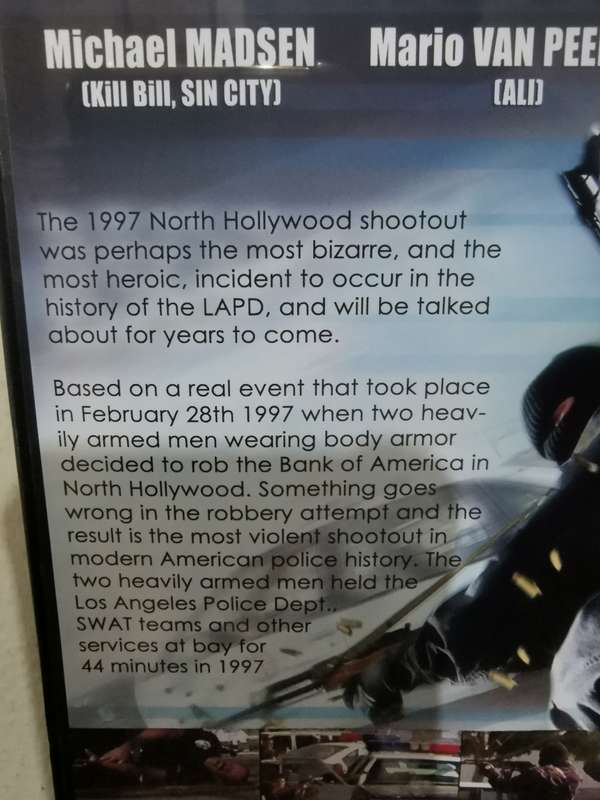 Michael MADSEN Mario VAN PEE
(Kill Bill, SIN CITY) (ALI)
The 1997 North Hollywood shootout
was perhaps the most bizarre, and the
most heroic, incident to occur in the
history of the LAPD, and will be talked
about for years to come.
Based on a real event that took place
in February 28th 1997 when two heav-
ily armed men wearing body armor
decided to rob the Bank of America in
North Hollywood. Something goes
wrong in the robbery attempt and the
result is the most violent shootout in
modern American police history. The
two heavily armed men held the
Los Angeles Police Dept.,
SWAT teams and other
services at bay for
44 minutes in 1997